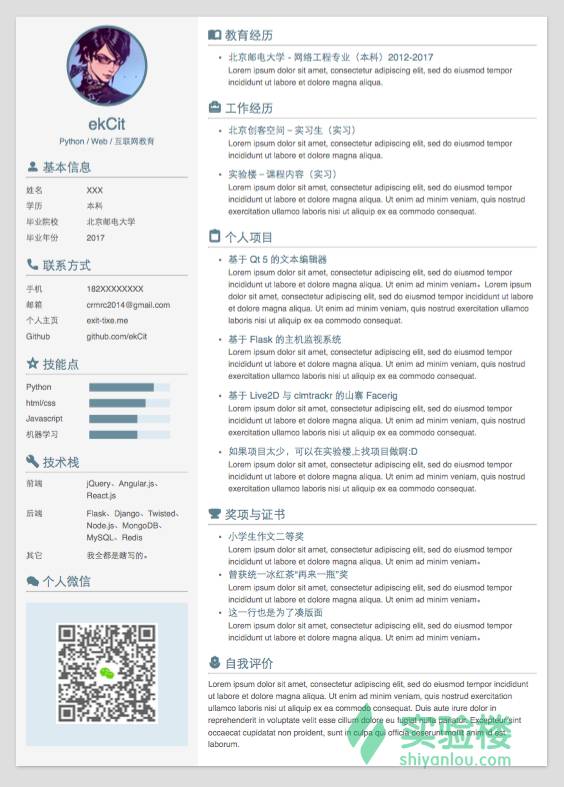 ekCit
Python / Web / 互联网教育
基本信息
姓名 XXX
学历 本科
毕业院校 北京邮电大学
毕业年份 2017
联系方式
手机 182XXXXXXXX
邮箱 crmrc2014@gmail.com
个人主页 exit-tixe.me
Github github.com/ekCit
技能点
Python
html/css
Javascript
机器学习
技术栈
前端 jQuery、Angular.js、
React.js
后端 Flask、Django、Twisted、
Node.js、MongoDB、
MySQL、Redis
其它 我全都是瞎写的。
个人微信
教育经历
• 北京邮电大学 - 网络工程专业（本科）2012-2017
Lorem ipsum dolor sit amet, consectetur adipiscing elit, sed do eiusmod tempor
incididunt ut labore et dolore magna aliqua.
工作经历
• 北京创客空间 – 实习生（实习）
Lorem ipsum dolor sit amet, consectetur adipiscing elit, sed do eiusmod tempor
incididunt ut labore et dolore magna aliqua.
• 实验楼 – 课程内容（实习）
Lorem ipsum dolor sit amet, consectetur adipiscing elit, sed do eiusmod tempor
incididunt ut labore et dolore magna aliqua. Ut enim ad minim veniam, quis nostrud
exercitation ullamco laboris nisi ut aliquip ex ea commodo consequat.
个人项目
• 基于 Qt 5 的文本编辑器
Lorem ipsum dolor sit amet, consectetur adipiscing elit, sed do eiusmod tempor
incididunt ut labore et dolore magna aliqua. Ut enim ad minim veniam。Lorem ipsum
dolor sit amet, consectetur adipiscing elit, sed do eiusmod tempor incididunt ut labore
et dolore magna aliqua. Ut enim ad minim veniam, quis nostrud exercitation ullamco
laboris nisi ut aliquip ex ea commodo consequat.
• 基于 Flask 的主机监视系统
Lorem ipsum dolor sit amet, consectetur adipiscing elit, sed do eiusmod tempor
incididunt ut labore et dolore magna aliqua. Ut enim ad minim veniam, quis nostrud
exercitation ullamco laboris nisi ut aliquip ex ea commodo consequat.
• 基于 Live2D 与 clmtrackr 的山寨 Facerig
Lorem ipsum dolor sit amet, consectetur adipiscing elit, sed do eiusmod tempor
incididunt ut labore et dolore magna aliqua. Ut enim ad minim veniam, quis nostrud
exercitation ullamco laboris nisi ut aliquip ex ea commodo consequat.
• 如果项目太少，可以在实验楼上找项目做啊:D
Lorem ipsum dolor sit amet, consectetur adipiscing elit, sed do eiusmod tempor
incididunt ut labore et dolore magna aliqua. Ut enim ad minim veniam, quis nostrud
exercitation ullamco laboris nisi ut aliquip ex ea commodo consequat.
奖项与证书
• 小学生作文二等奖
Lorem ipsum dolor sit amet, consectetur adipiscing elit, sed do eiusmod tempor
incididunt ut labore et dolore magna aliqua. Ut enim ad minim veniam。
• 曾获统一冰红茶“再来一瓶”奖
Lorem ipsum dolor sit amet, consectetur adipiscing elit, sed do eiusmod tempor
incididunt ut labore et dolore magna aliqua. Ut enim ad minim veniam。
• 这一行也是为了凑版面
Lorem ipsum dolor sit amet, consectetur adipiscing elit, sed do eiusmod tempor
incididunt ut labore et dolore magna aliqua. Ut enim ad minim veniam。
自我评价
Lorem ipsum dolor sit amet, consectetur adipiscing elit, sed do eiusmod tempor incididunt
ut labore et dolore magna aliqua. Ut enim ad minim veniam, quis nostrud exercitation
ullamco laboris nisi ut aliquip ex ea commodo consequat. Duis aute irure dolor in
reprehenderit in voluptate velit esse cillum dolore eu fugiat nulla pariatur. Excepteur sint
occaecat cupidatat non proident, sunt in culpa qui officia deserunt mollit anim id est
laborum.
实验楼
shiyanlou.com